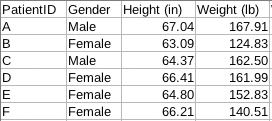 PatientID Gender Height (in) Weight (lb)
A Male 67.04 167.91
B Female 63.09 124.83
C Male 64.37 162.50
D Female 66.41 161.99
E Female 64.80 152.83
F Female 66.21 140.51